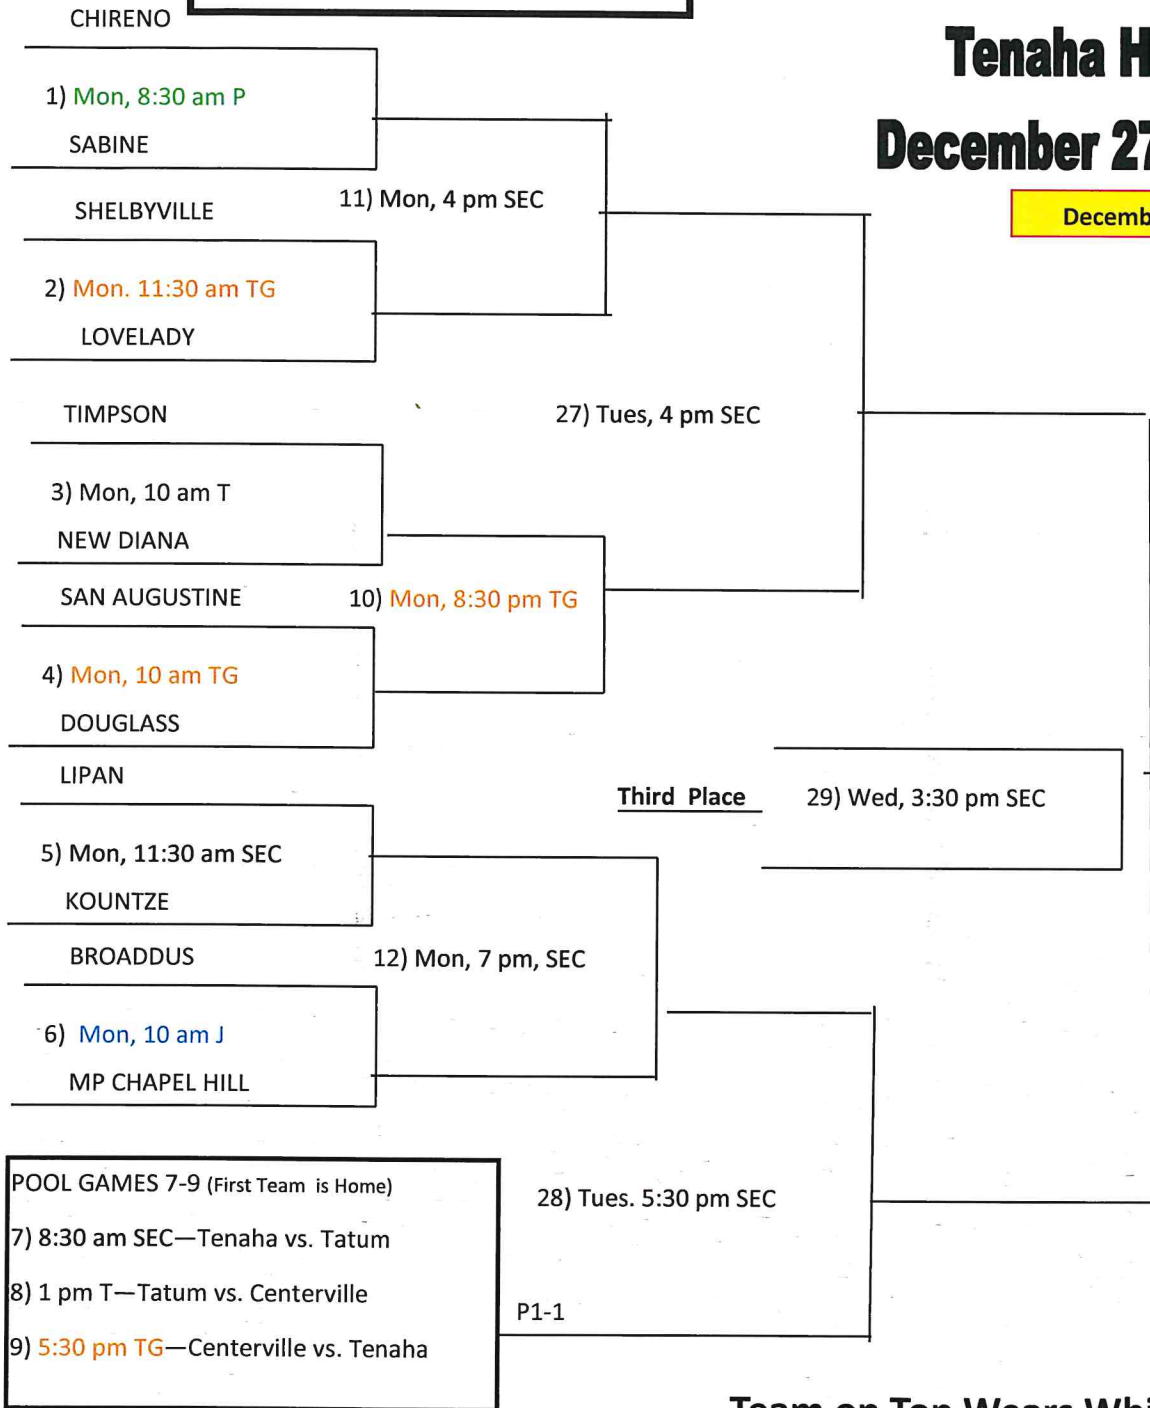 CHIRENO
Tenaha H
1) Mon, 8:30 am P
SABINE
December 27
SHELBYVILLE
11) Mon, 4 pm SEC
Decemb
2) Mon. 11:30 am TG
LOVELADY
TIMPSON
27) Tues, 4 pm SEC
3) Mon, 10 am T
NEW DIANA
SAN AUGUSTINE
10) Mon, 8:30 pm TG
4) Mon, 10 am TG
DOUGLASS
LIPAN
Third Place
29) Wed, 3:30 pm SEC
5) Mon, 11:30 am SEC
KOUNTZE
BROADDUS
12) Mon, 7 pm, SEC
6) Mon, 10 am J
MP CHAPEL HILL
POOL GAMES 7-9 (First Team is Home)
28) Tues. 5:30 pm SEC
7) 8:30 am SEC—Tenaha vs. Tatum
8) 1 pm T—Tatum vs. Centerville
P1-1
9) 5:30 pm TG—Centerville vs. Tenaha
Team on Top Wears Whi